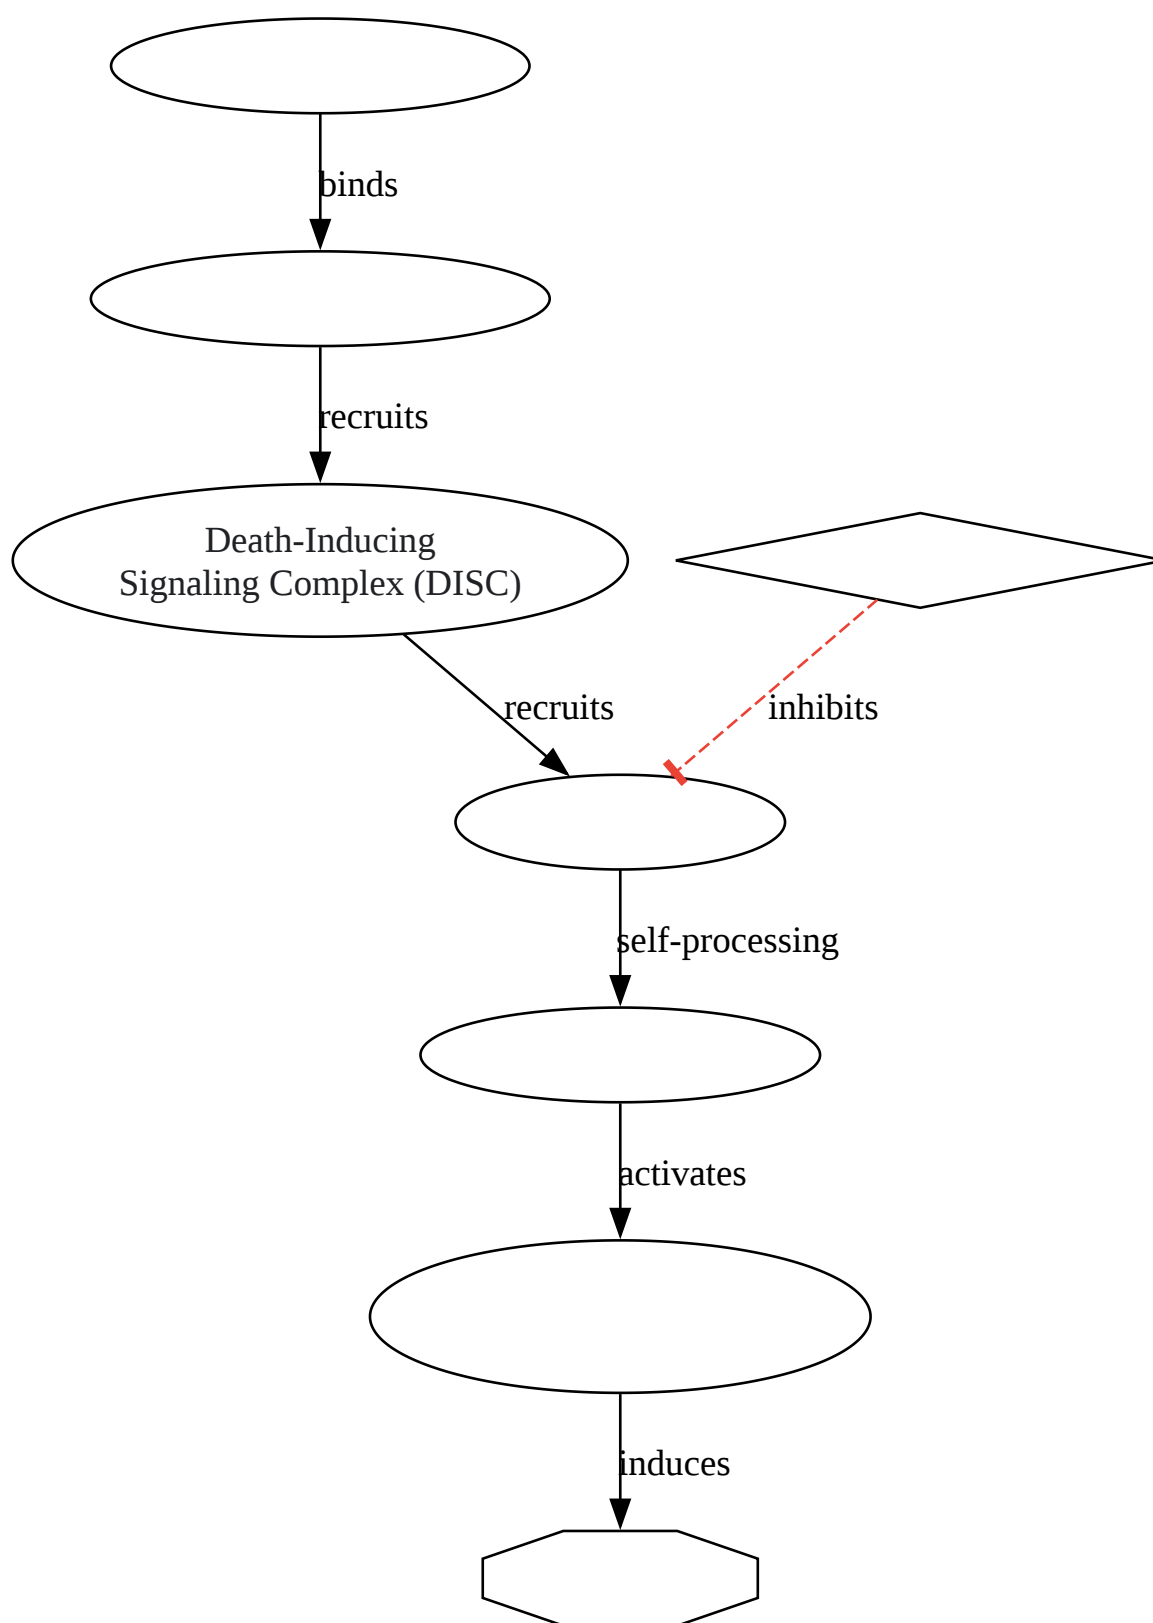 binds
recruits
Death-Inducing
Signaling Complex (DISC)
recruits
inhibits
self-processing
activates
induces